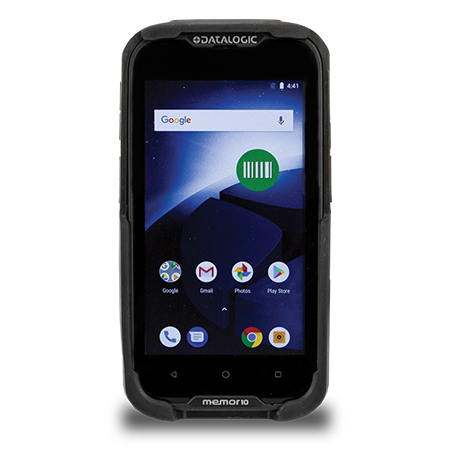 DATALOGIC
4:41
Google
Google
Gmail
Photos
Play Store
memor10